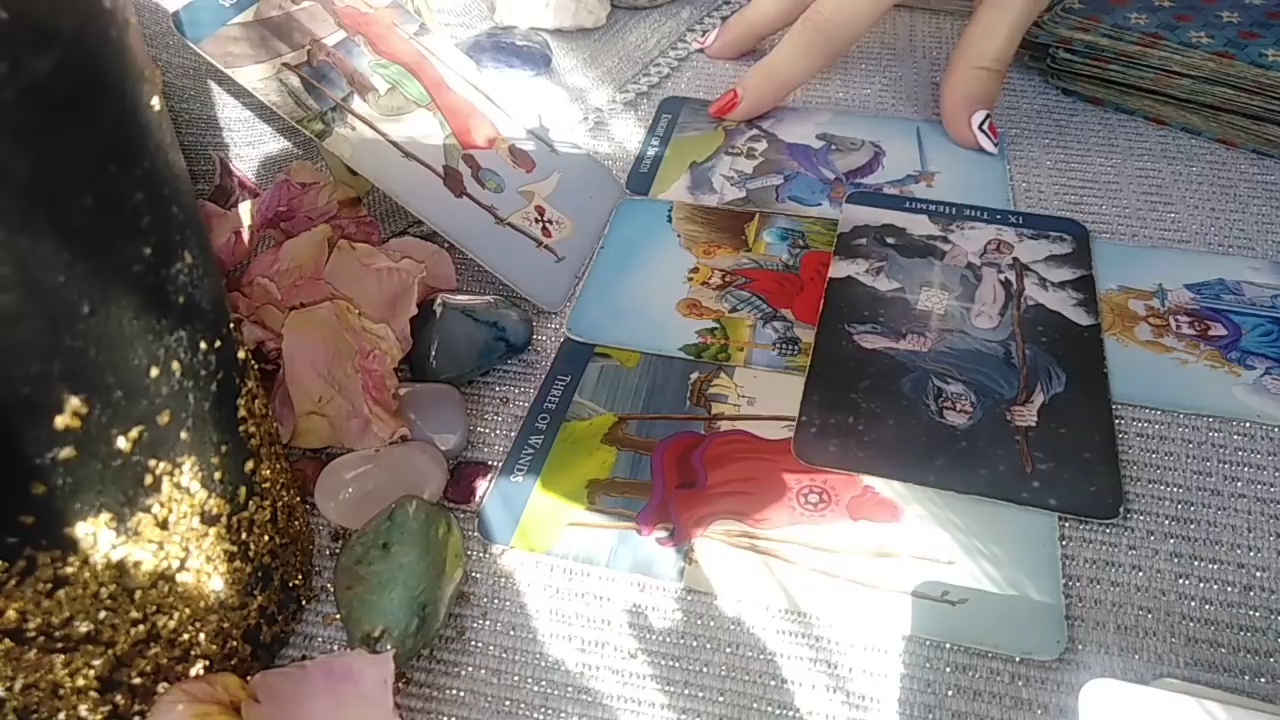 KNIGHT OF SWORDS
IX • THE HERMIT
THREE OF WANDS